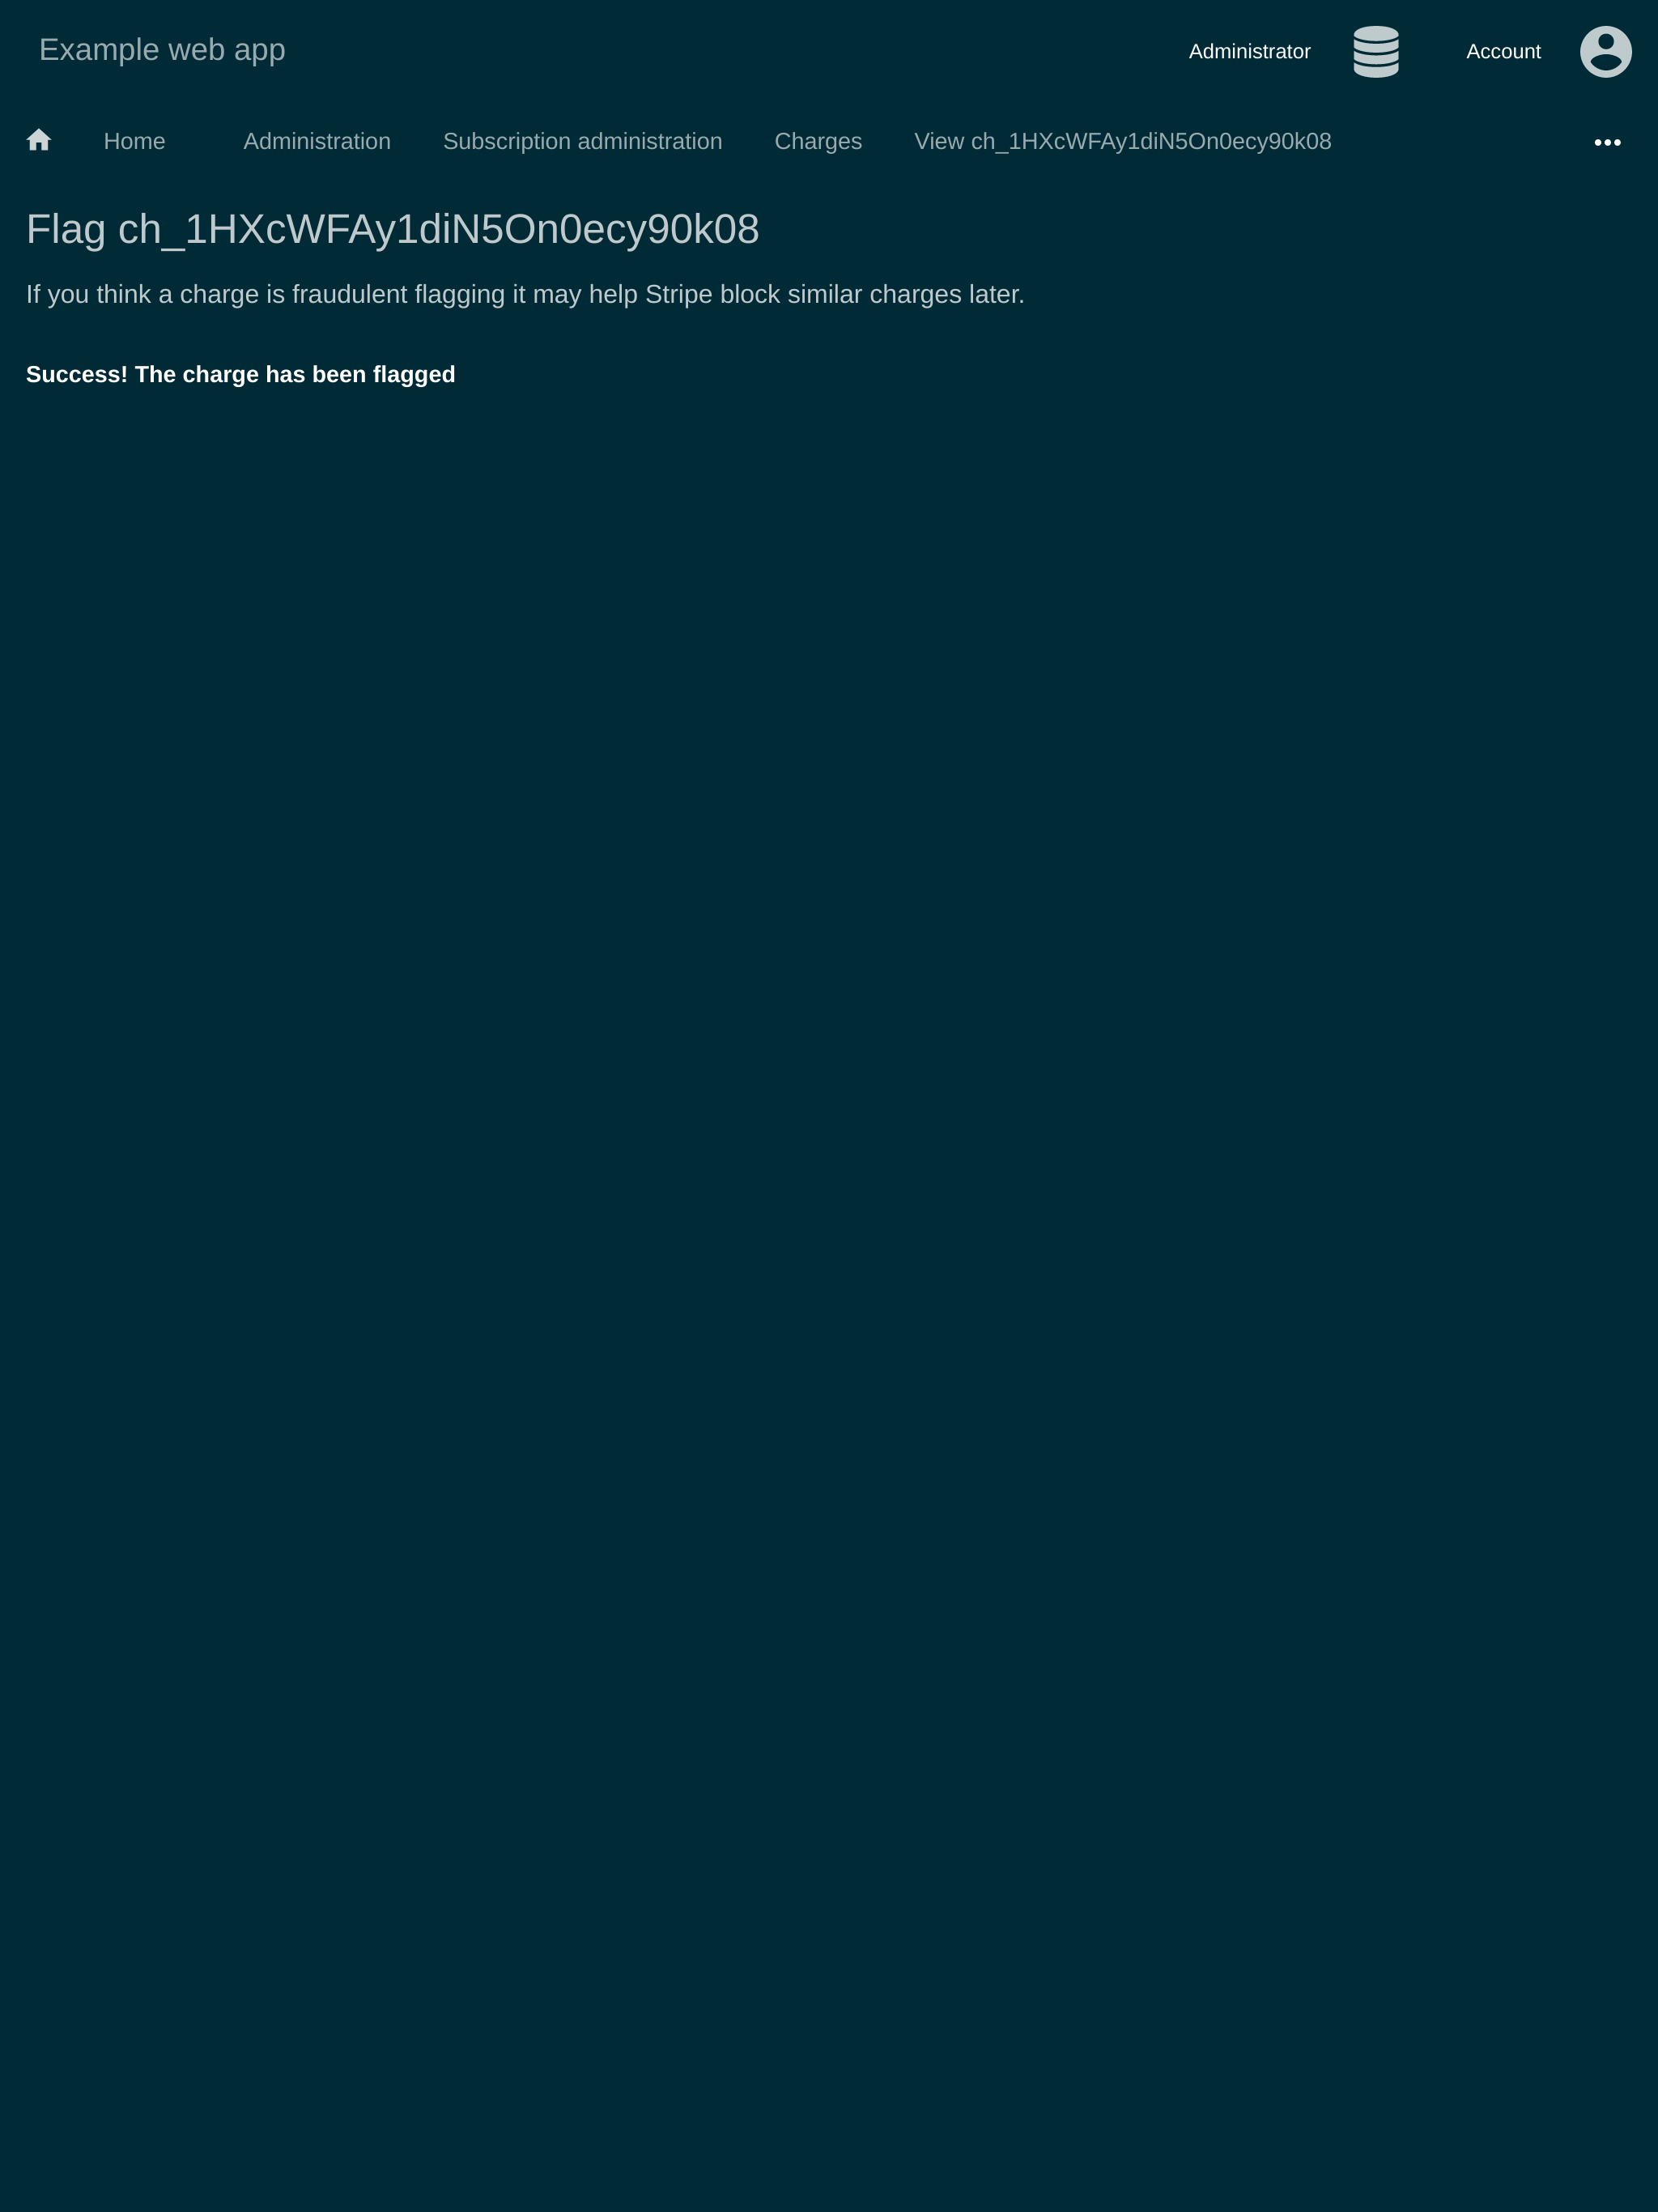 Example web app
Administrator
Account
Home Administration Subscription administration Charges View ch_1HXcWFAy1diN5On0ecy90k08
Flag ch_1HXcWFAy1diN5On0ecy90k08
If you think a charge is fraudulent flagging it may help Stripe block similar charges later.
Success! The charge has been flagged